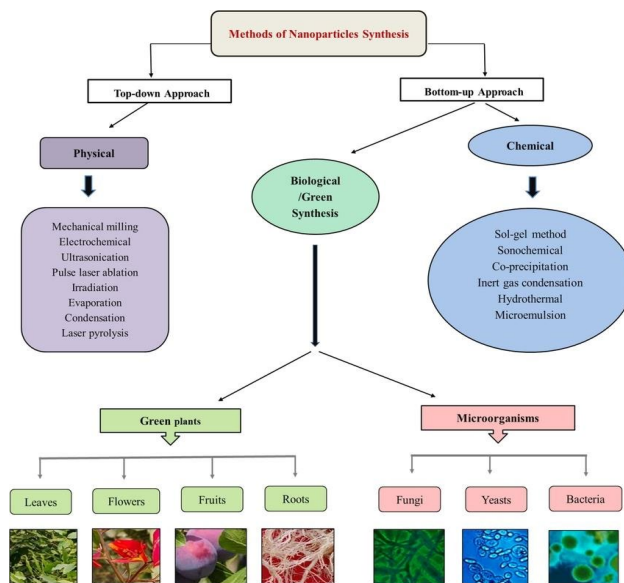 Methods of Nanoparticles Synthesis
Top-down Approach
Bottom-up Approach
Physical
Chemical
Biological
/Green
Synthesis
Mechanical milling
Electrochemical
Ultrasonication
Pulse laser ablation
Irradiation
Evaporation
Condensation
Laser pyrolysis
Sol-gel method
Sonochemical
Co-precipitation
Inert gas condensation
Hydrothermal
Microemulsion
Green plants
Microorganisms
Leaves
Flowers
Fruits
Roots
Fungi
Yeasts
Bacteria